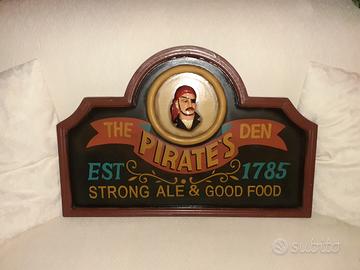 THE PIRATE'S DEN
EST 1785
STRONG ALE & GOOD FOOD
subito